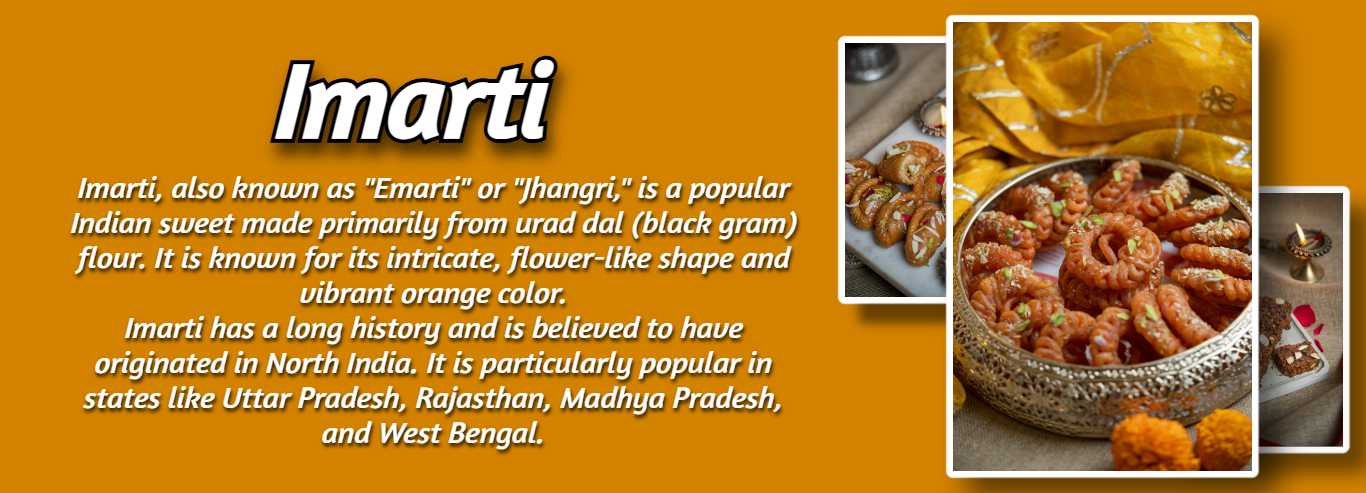 Imarti
Imarti, also known as "Emarti" or "Jhangri," is a popular
Indian sweet made primarily from urad dal (black gram)
flour. It is known for its intricate, flower-like shape and
vibrant orange color.
Imarti has a long history and is believed to have
originated in North India. It is particularly popular in
states like Uttar Pradesh, Rajasthan, Madhya Pradesh,
and West Bengal.